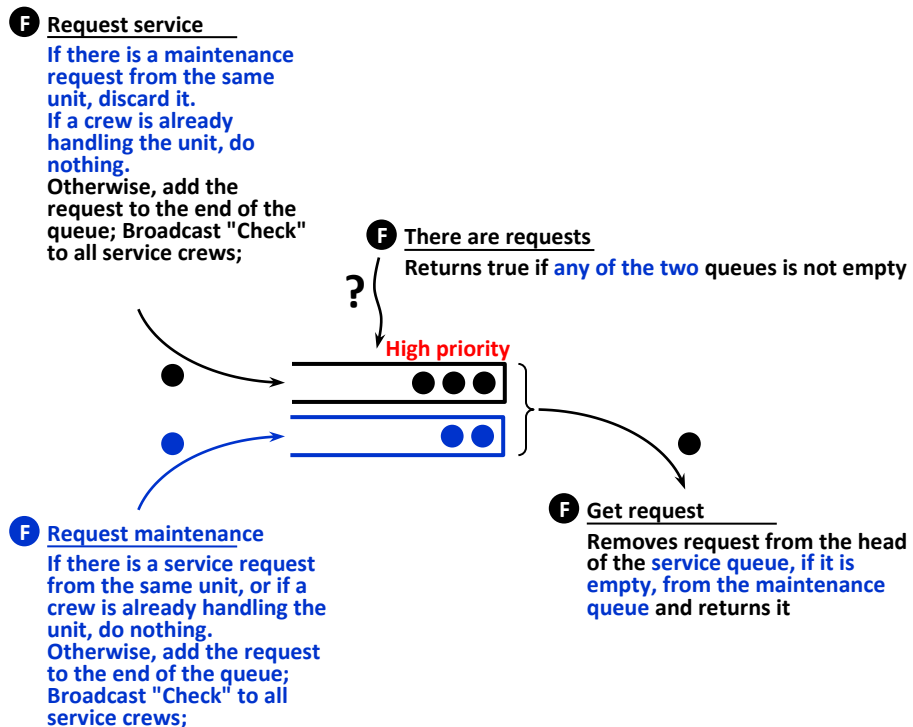 F Request service
If there is a maintenance
request from the same
unit, discard it.
If a crew is already
handling the unit, do
nothing.
Otherwise, add the
request to the end of the
queue; Broadcast "Check"
to all service crews;
F There are requests
Returns true if any of the two queues is not empty
?
High priority
F Get request
Removes request from the head
of the service queue, if it is
empty, from the maintenance
queue and returns it
F Request maintenance
If there is a service request
from the same unit, or if a
crew is already handling the
unit, do nothing.
Otherwise, add the request
to the end of the queue;
Broadcast "Check" to all
service crews;